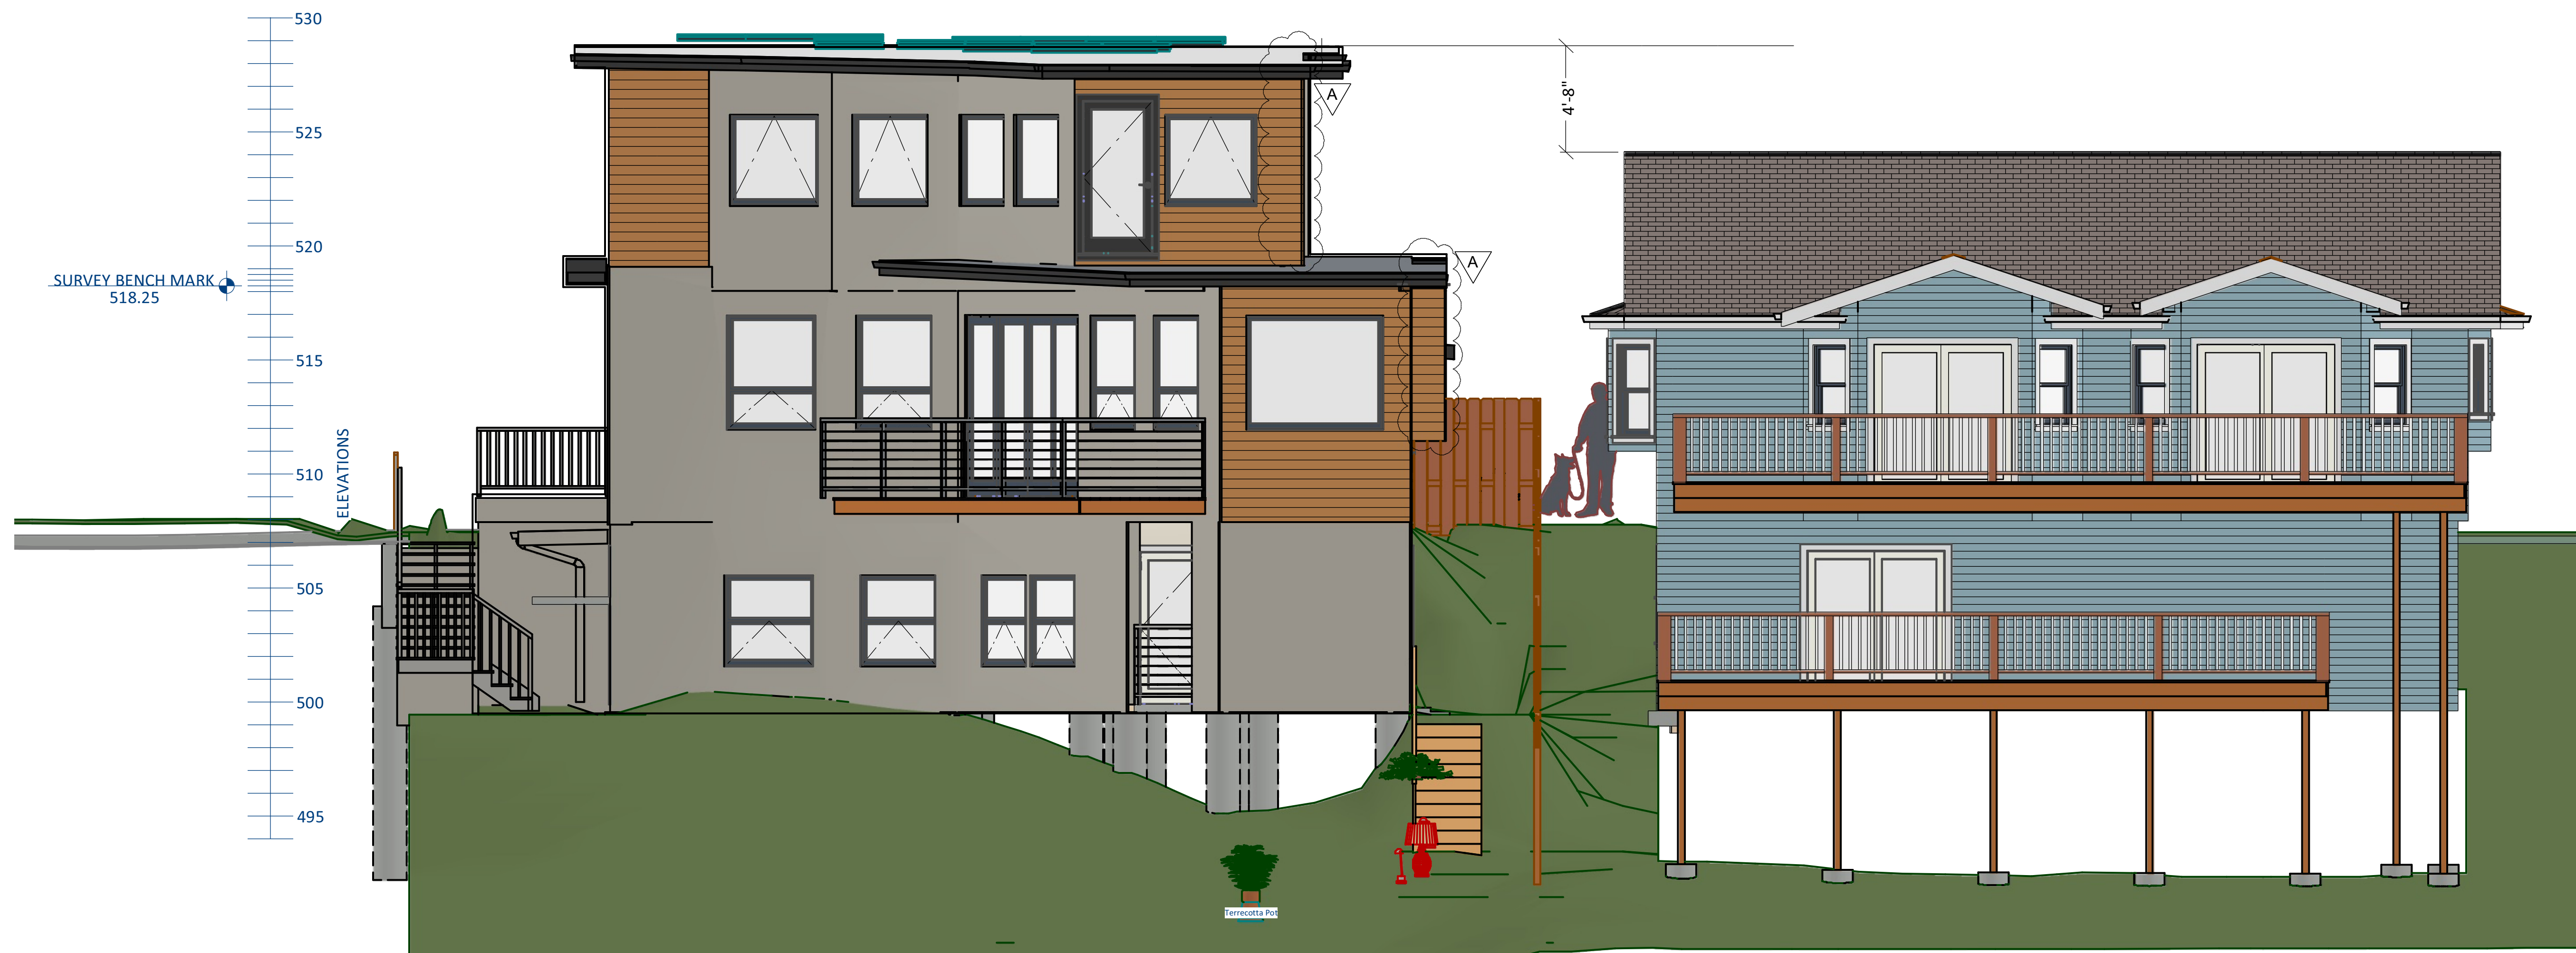 530
4'-8"
A
525
520
A
SURVEY BENCH MARK
518.25
515
510
ELEVATIONS
505
500
495
Terrecotta Pot